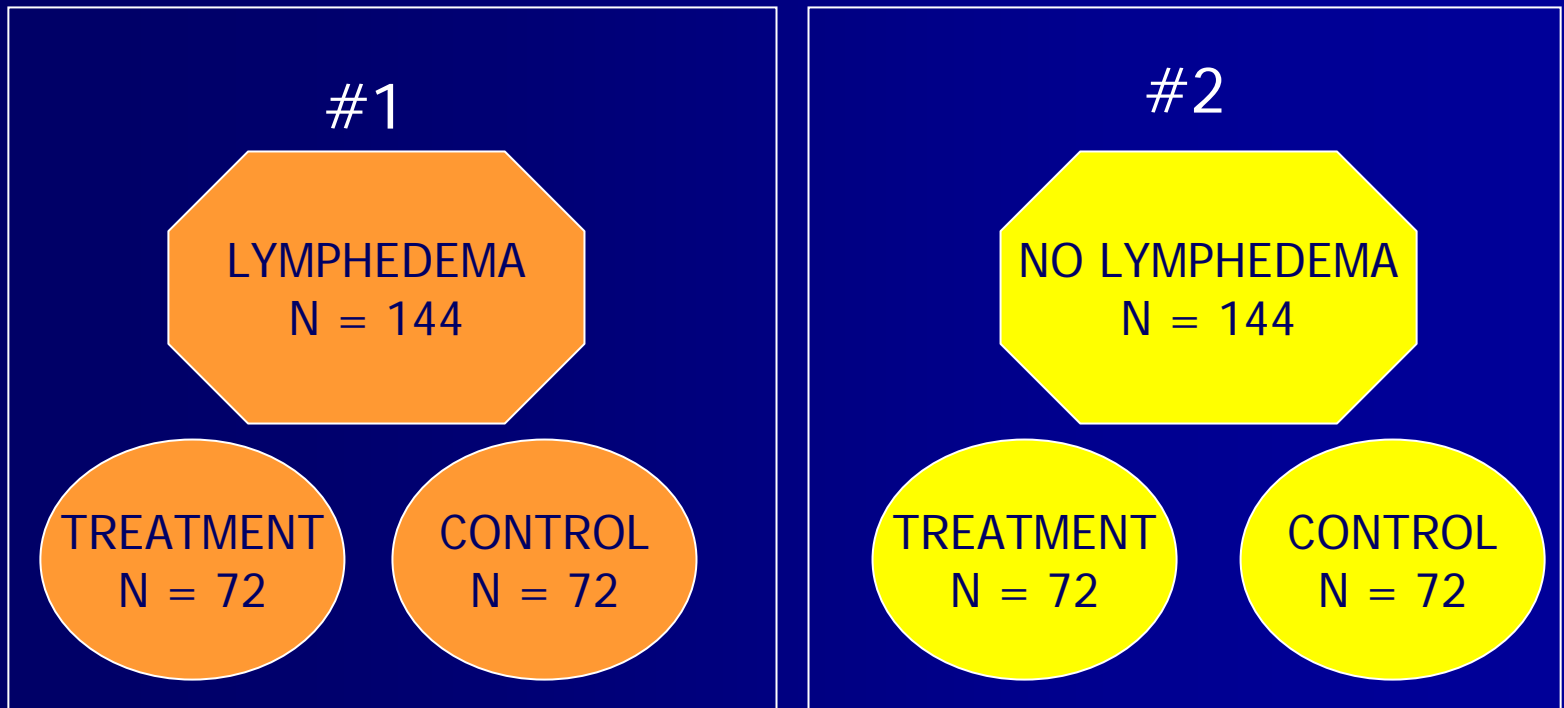 #1
LYMPHEDEMA
N = 144
TREATMENT
N = 72
CONTROL
N = 72
#2
NO LYMPHEDEMA
N = 144
TREATMENT
N = 72
CONTROL
N = 72